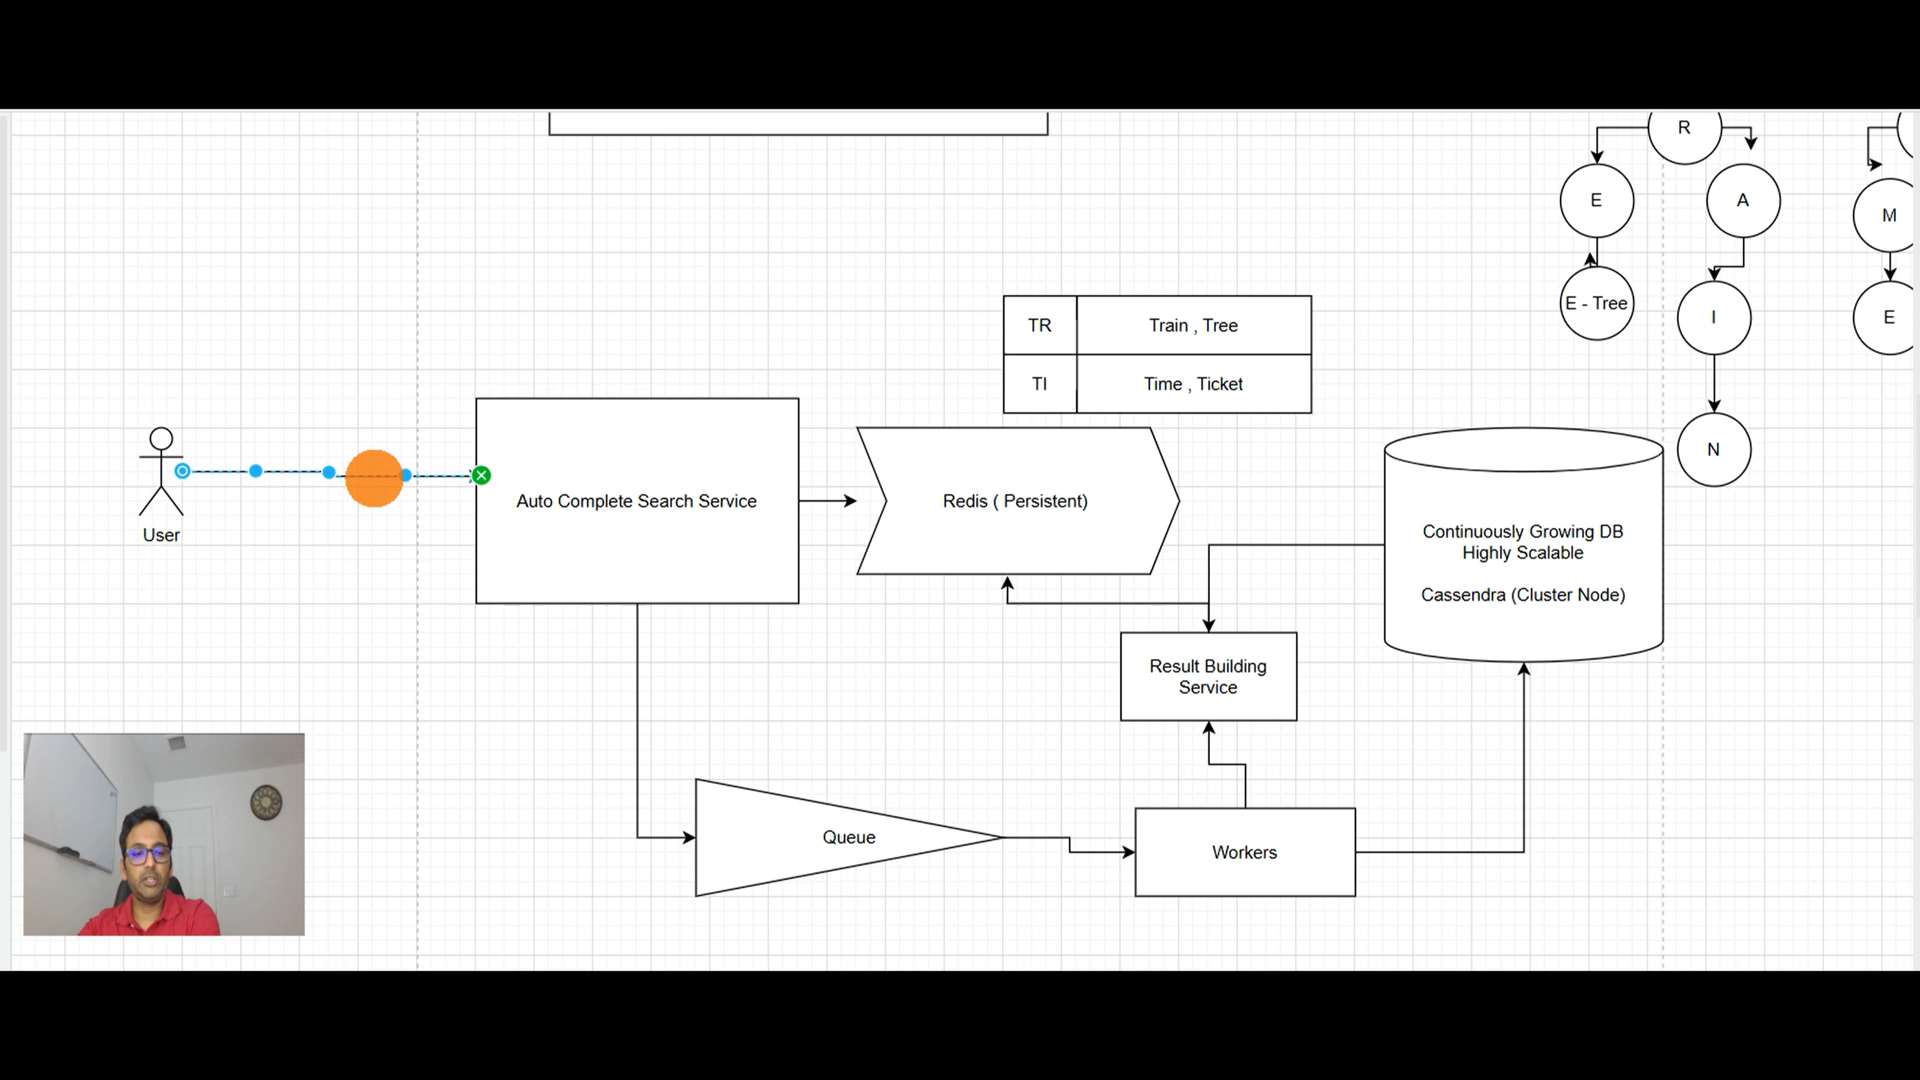 R
E
A
M
E - Tree
I
E
N
TR
Train , Tree
TI
Time , Ticket
User
Auto Complete Search Service
Redis ( Persistent)
Continuously Growing DB
Highly Scalable
Cassendra (Cluster Node)
Result Building
Service
Queue
Workers